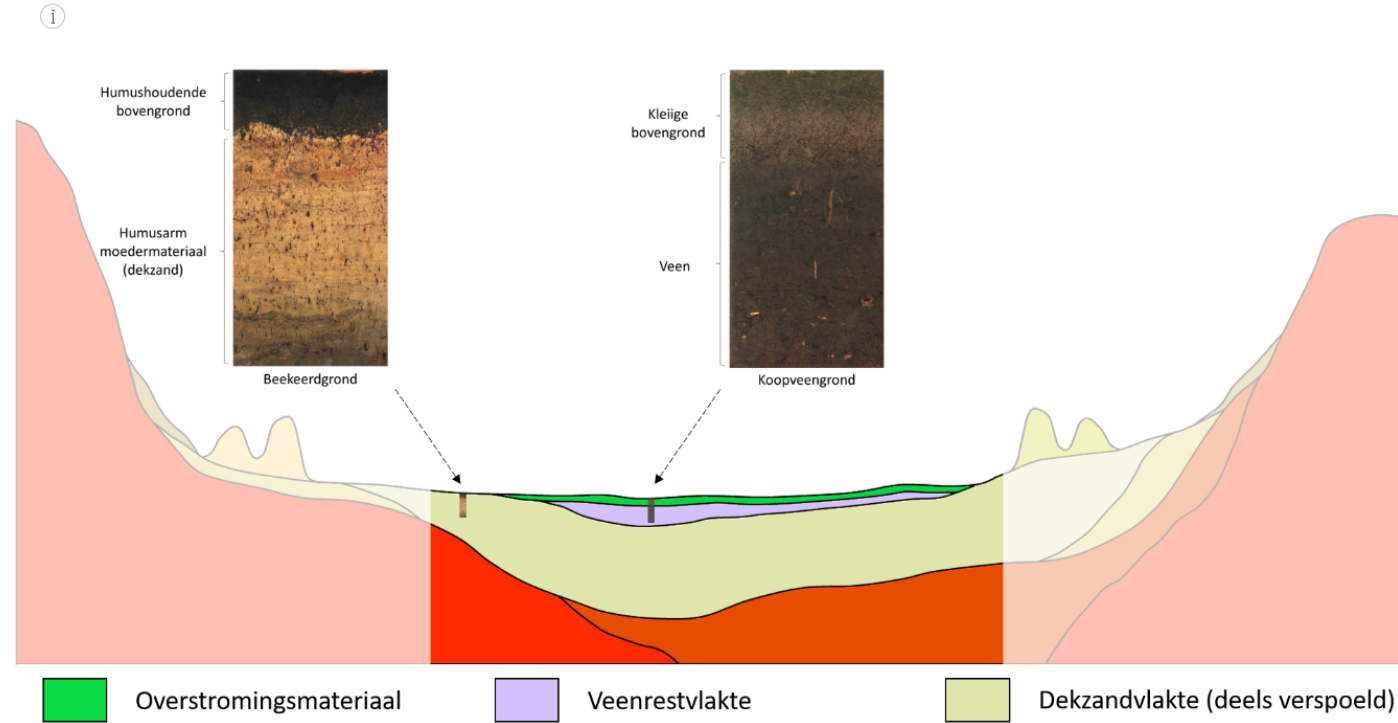 i
Humushoudende
bovengrond
Humusarm
moedermateriaal
(dekzand)
Beekeerdgrond
Kleiige
bovengrond
Veen
Koopveengrond
Overstromingsmateriaal
Veenrestvlakte
Dekzandvlakte (deels verspoeld)